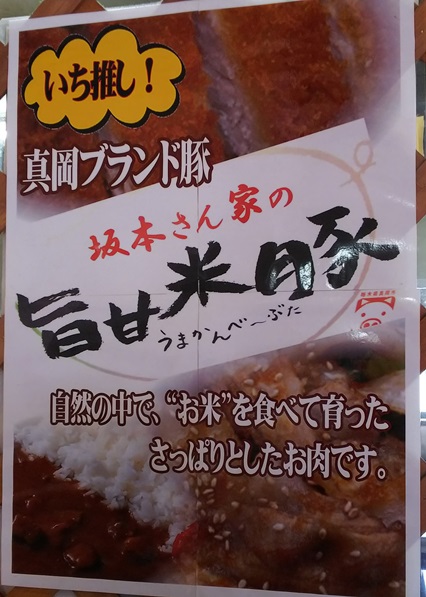 いち推し!
真岡ブランド豚
坂本さん家の
旨甘米豚
うまかんべ〜ぶた
自然の中で、“お米”を食べて育った
さっぱりとしたお肉です。